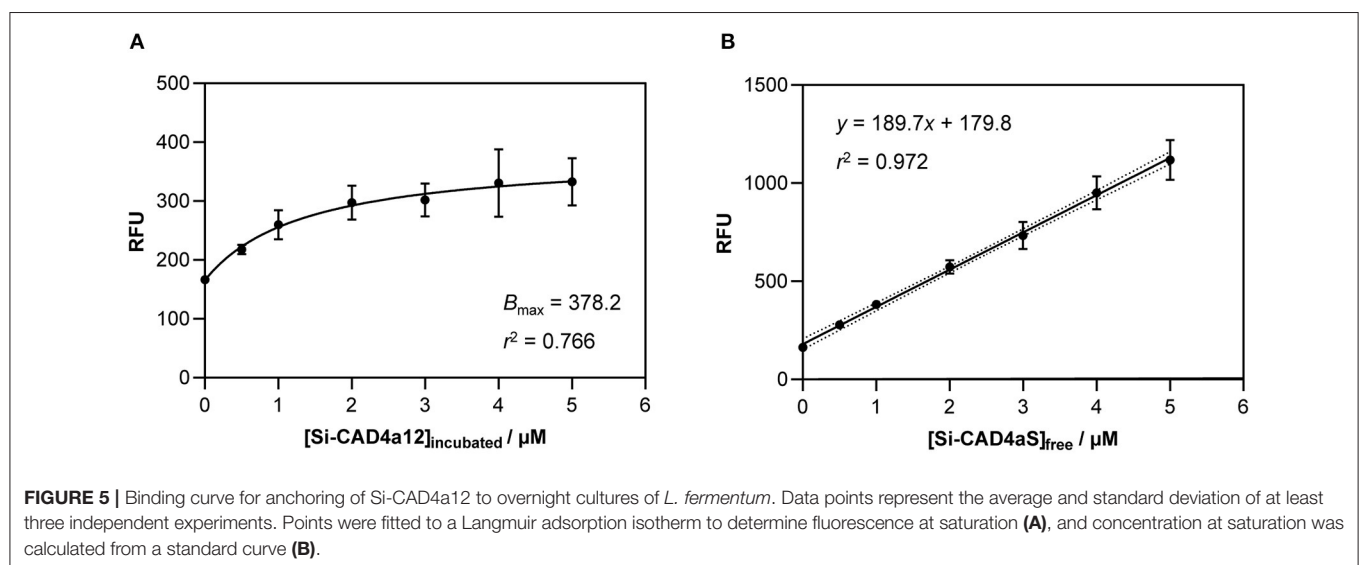 A
500
400
300
200
100
0
RFU
B_max = 378.2
r² = 0.766
0 1 2 3 4 5 6
[Si-CAD4a12]incubated / µM
B
1500
1000
500
0
RFU
y = 189.7x + 179.8
r² = 0.972
0 1 2 3 4 5 6
[Si-CAD4aS]free / µM
FIGURE 5 | Binding curve for anchoring of Si-CAD4a12 to overnight cultures of L. fermentum. Data points represent the average and standard deviation of at least
three independent experiments. Points were fitted to a Langmuir adsorption isotherm to determine fluorescence at saturation (A), and concentration at saturation was
calculated from a standard curve (B).